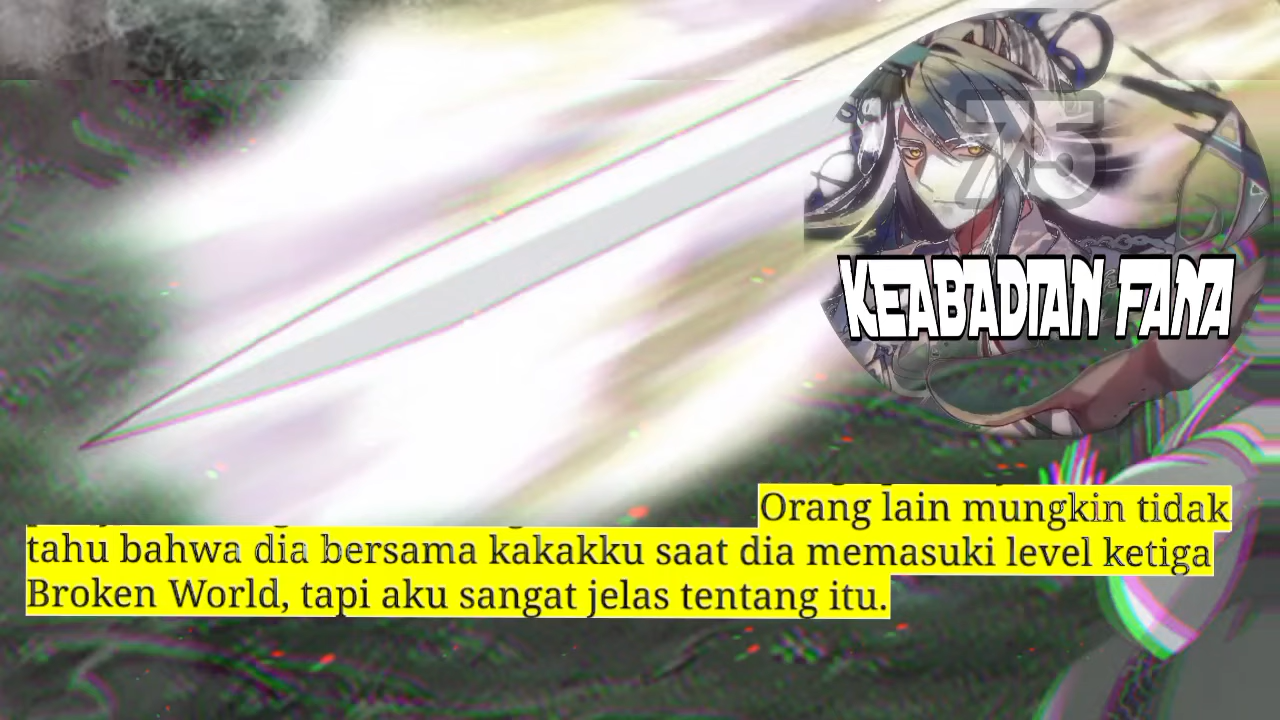 75
KEABADIAN FANA
Orang lain mungkin tidak
tahu bahwa dia bersama kakakku saat dia memasuki level ketiga
Broken World, tapi aku sangat jelas tentang itu.